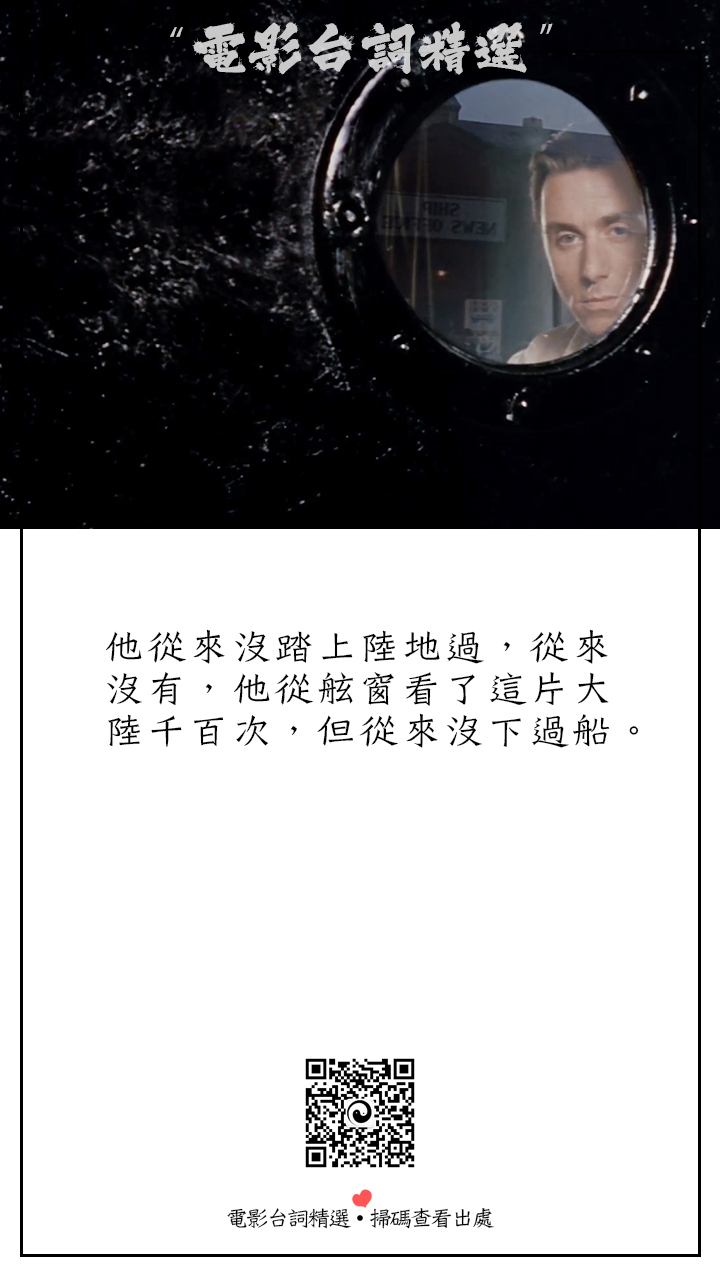 “電影台詞精選”
SHIP
NEWS OFFICE
他從來沒踏上陸地過，從來
沒有，他從舷窗看了這片大
陸千百次，但從來沒下過船。
電影台詞精選•掃碼查看出處